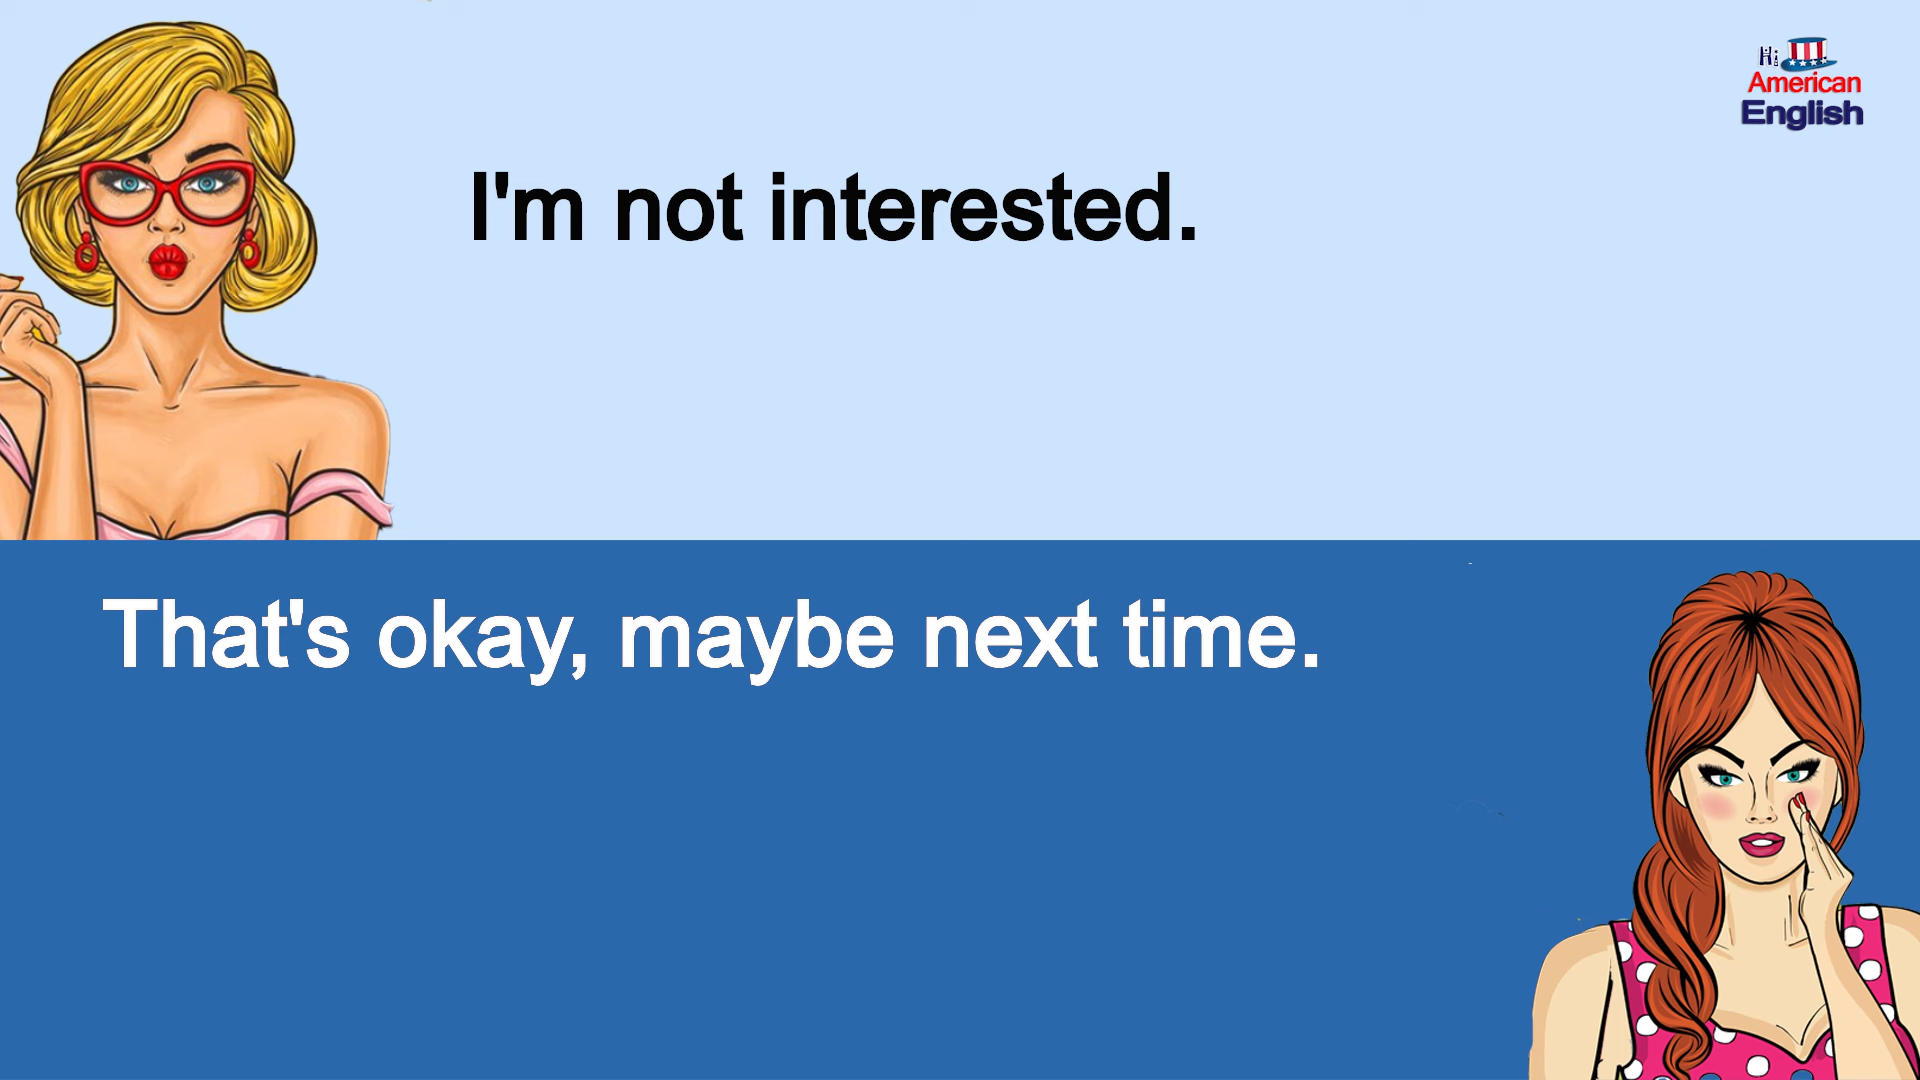 Hi
American
English
I'm not interested.
That's okay, maybe next time.